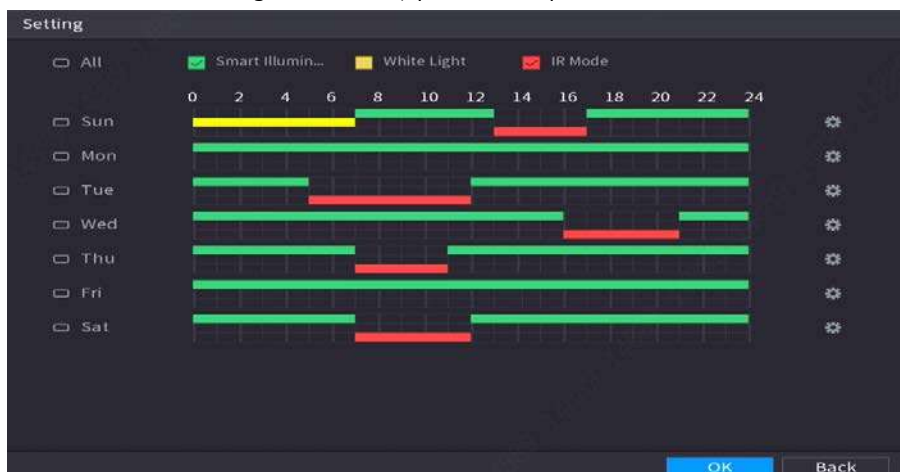 Setting
All Smart Illumin... White Light IR Mode
0 2 4 6 8 10 12 14 16 18 20 22 24
Sun
Mon
Tue
Wed
Thu
Fri
Sat
OK Back